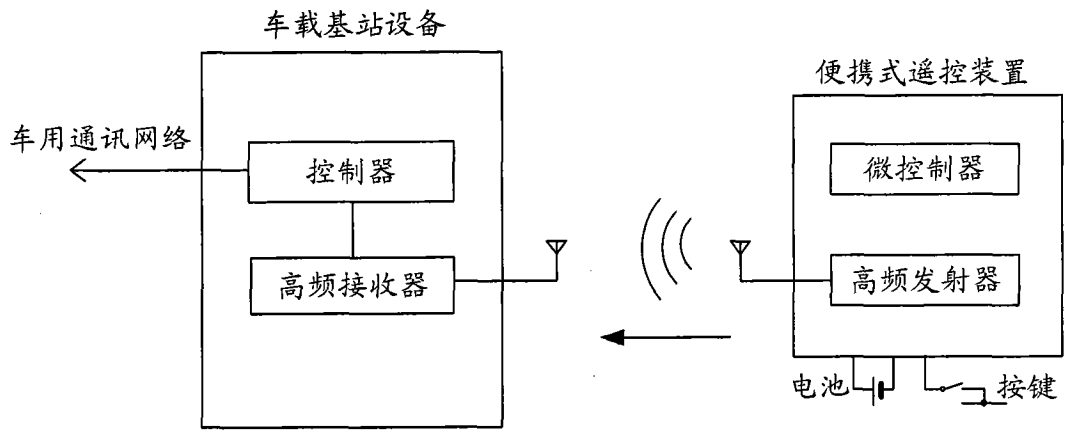 车载基站设备
便携式遥控装置
车用通讯网络
控制器
微控制器
高频接收器
高频发射器
电池
按键